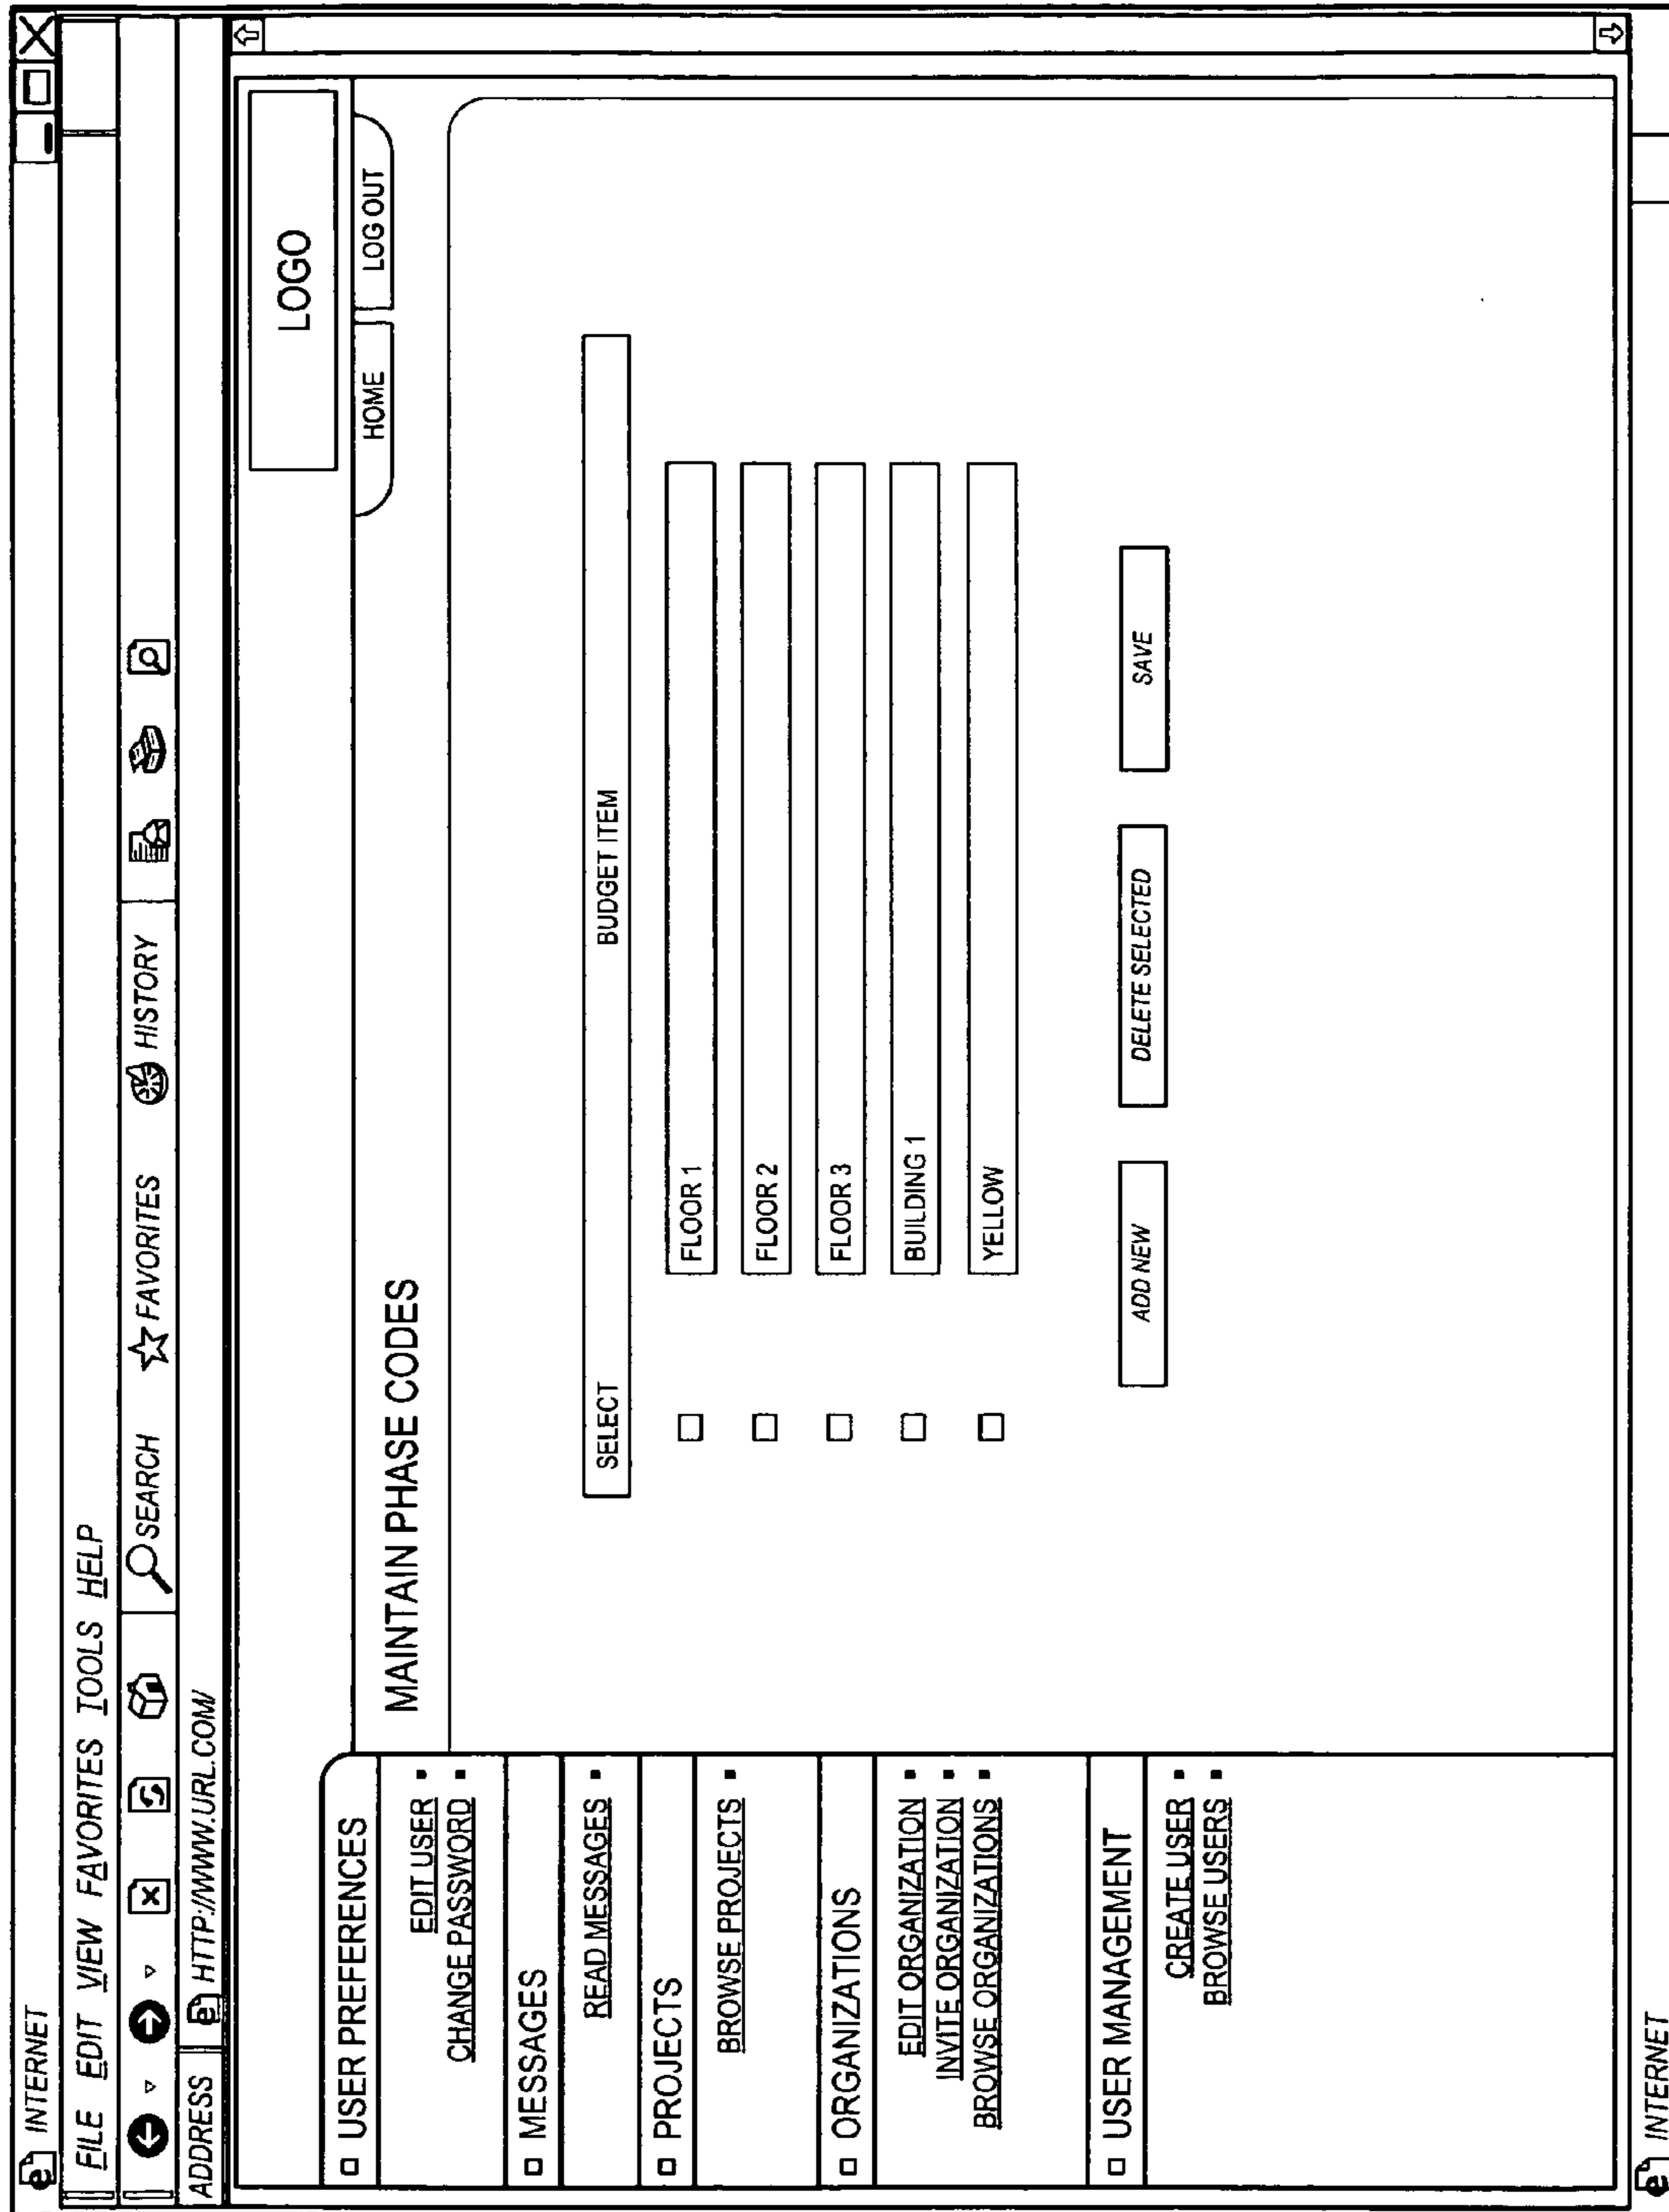 INTERNET
FILE EDIT VIEW FAVORITES TOOLS HELP
SEARCH FAVORITES HISTORY
ADDRESS HTTP://WWW.URL.COM/
LOGO
HOME LOG OUT
USER PREFERENCES
EDIT USER
CHANGE PASSWORD
MESSAGES
READ MESSAGES
PROJECTS
BROWSE PROJECTS
ORGANIZATIONS
EDIT ORGANIZATION
INVITE ORGANIZATION
BROWSE ORGANIZATIONS
USER MANAGEMENT
CREATE USER
BROWSE USERS
MAINTAIN PHASE CODES
SELECT BUDGET ITEM
FLOOR 1
FLOOR 2
FLOOR 3
BUILDING 1
YELLOW
ADD NEW DELETE SELECTED SAVE
INTERNET